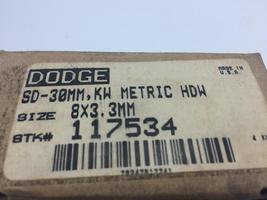 DODGE
MADE IN
U.S.A.
SD-30MM, KW METRIC HDW
SIZE 8X3.3MM
STK# 117534